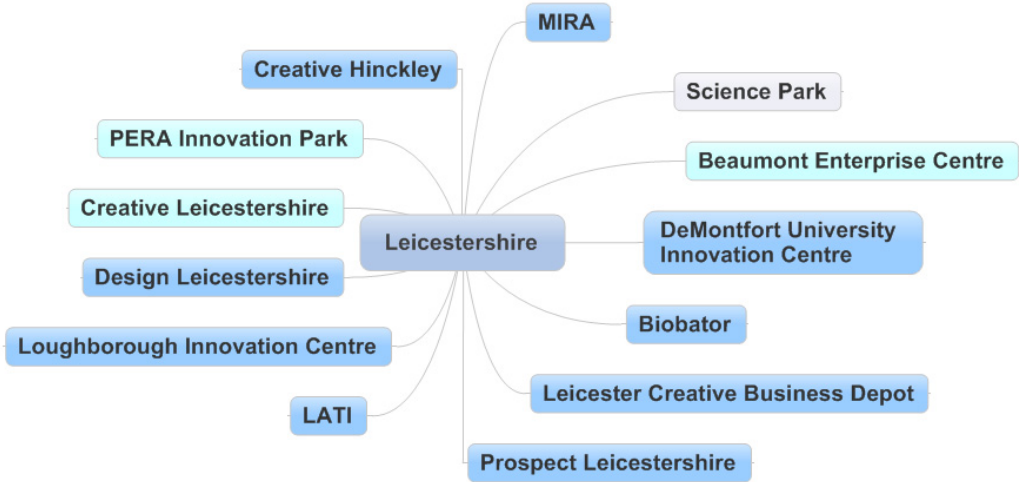 MIRA
Creative Hinckley
Science Park
PERA Innovation Park
Beaumont Enterprise Centre
Creative Leicestershire
Leicestershire
DeMontfort University
Innovation Centre
Design Leicestershire
Biobator
Loughborough Innovation Centre
Leicester Creative Business Depot
LATI
Prospect Leicestershire